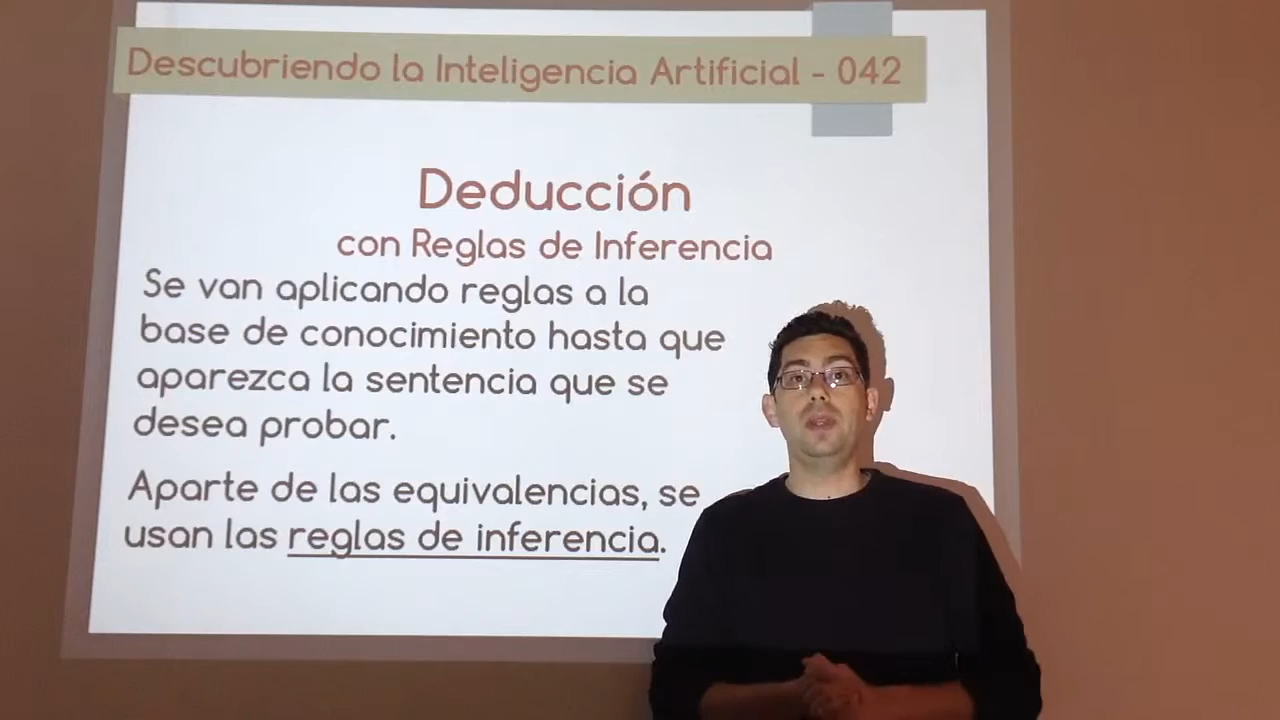 Descubriendo la Inteligencia Artificial - 042
Deducción
con Reglas de Inferencia
Se van aplicando reglas a la
base de conocimiento hasta que
aparezca la sentencia que se
desea probar.
Aparte de las equivalencias, se
usan las reglas de inferencia.